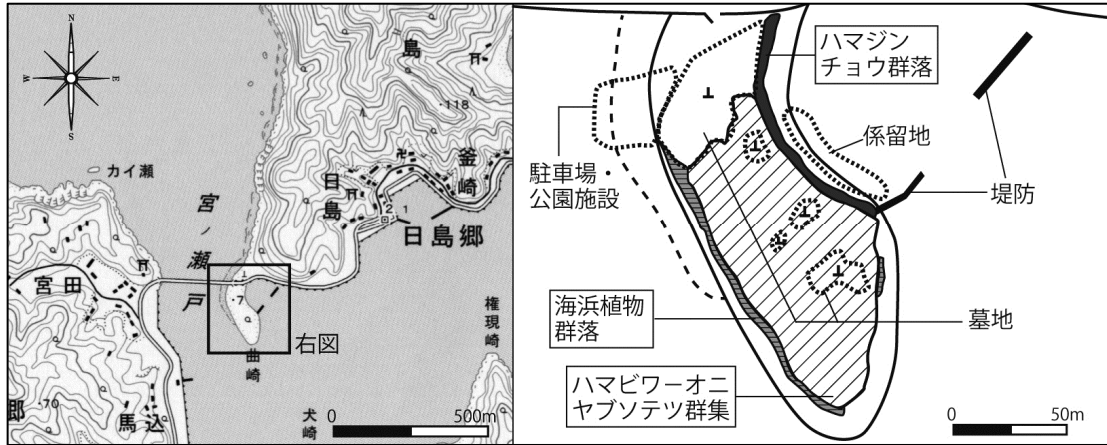 N
W
E
S
カイ瀬
宮ノ瀬戸
宮田
馬込
郷
・70
島
・118
釜崎
日島
2
1
日島郷
・7
曲崎
右図
権現崎
犬崎
0
500m
ハマジン
チョウ群落
係留地
堤防
駐車場・
公園施設
海浜植物
群落
墓地
ハマビワーオニ
ヤブソテツ群集
0
50m